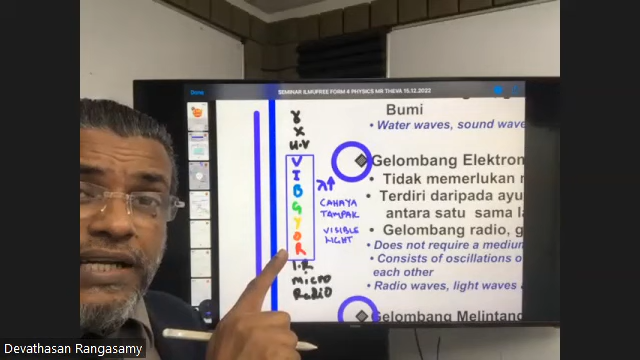 Done
SEMINAR ILMUFREE FORM 4 PHYSICS MR THEVA 15.12.2022
γ
X
U.V
V
I
B
G
Y
O
R
I.R
MICRO
RADIO
λ↑
CAHAYA
TAMPAK
VISIBLE
LIGHT
Bumi
• Water waves, sound wave
Gelombang Elektron
• Tidak memerlukan
• Terdiri daripada ayu
antara satu sama la
• Gelombang radio, g
• Does not require a medium
• Consists of oscillations o
each other
• Radio waves, light waves
Gelombang Melintan
Devathasan Rangasamy